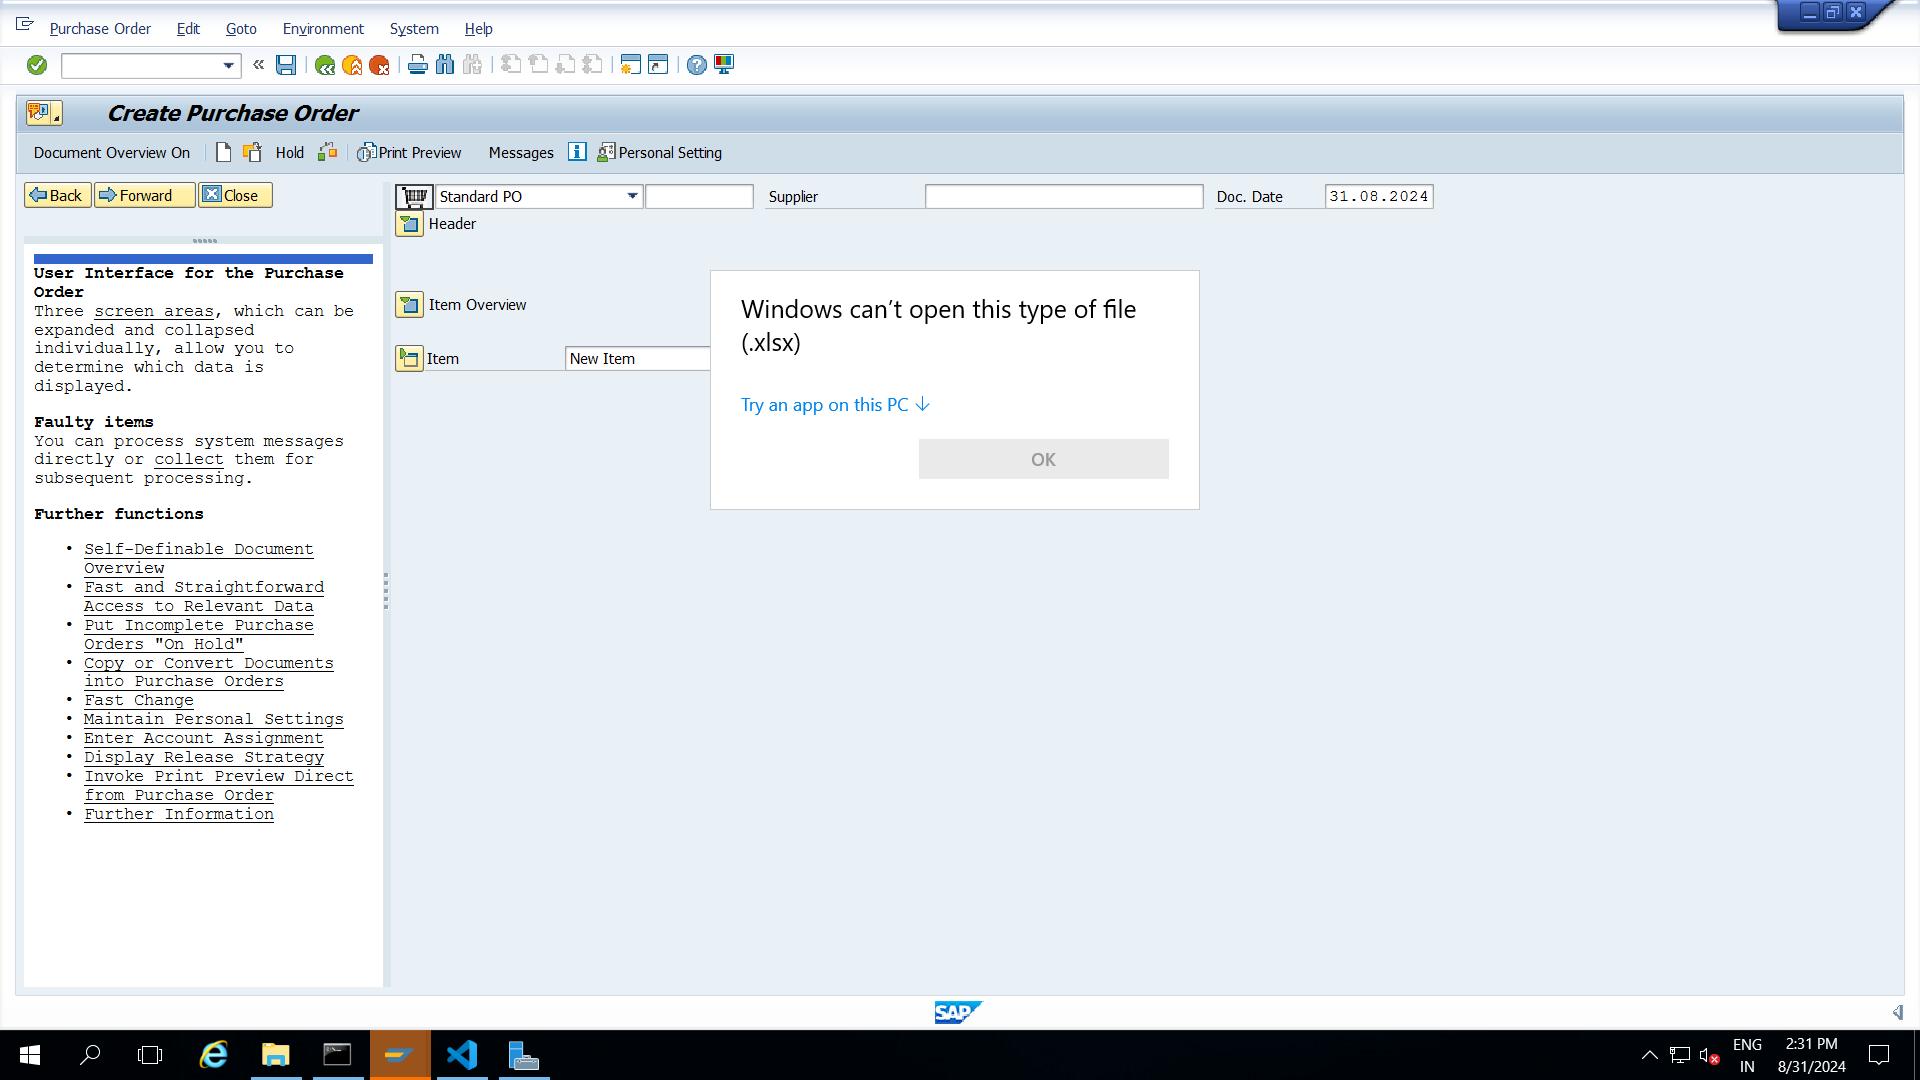 Purchase Order Edit Goto Environment System Help
Create Purchase Order
Document Overview On Hold Print Preview Messages Personal Setting
Back Forward Close
Standard PO Supplier Doc. Date 31.08.2024
Header
User Interface for the Purchase
Order
Three screen areas, which can be
expanded and collapsed
individually, allow you to
determine which data is
displayed.
Faulty items
You can process system messages
directly or collect them for
subsequent processing.
Further functions
• Self-Definable Document
Overview
• Fast and Straightforward
Access to Relevant Data
• Put Incomplete Purchase
Orders "On Hold"
• Copy or Convert Documents
into Purchase Orders
• Fast Change
• Maintain Personal Settings
• Enter Account Assignment
• Display Release Strategy
• Invoke Print Preview Direct
from Purchase Order
• Further Information
Item Overview
Item New Item
Windows can’t open this type of file
(.xlsx)
Try an app on this PC
OK
SAP
ENG
IN
2:31 PM
8/31/2024